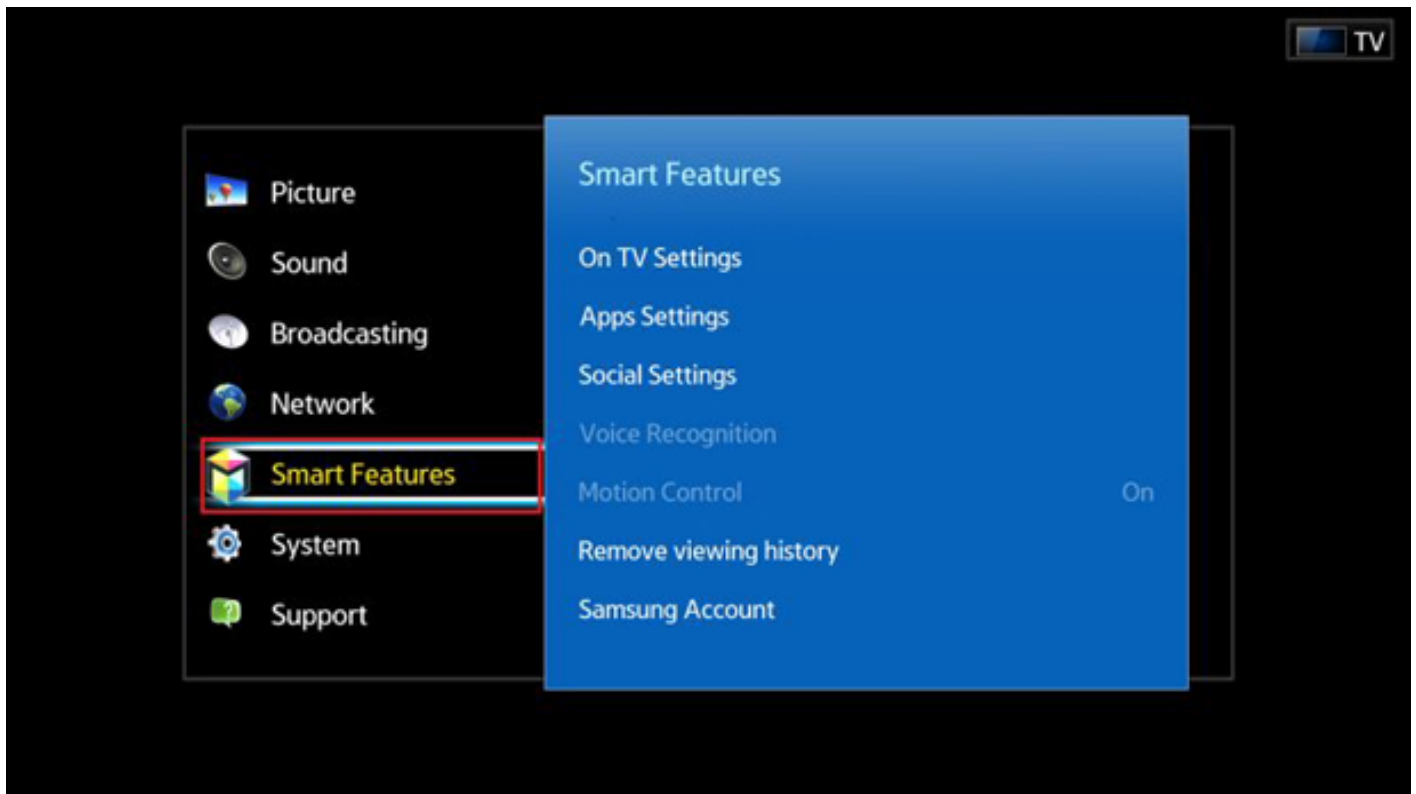 TV
Picture
Sound
Broadcasting
Network
Smart Features
System
Support
Smart Features
On TV Settings
Apps Settings
Social Settings
Voice Recognition
Motion Control On
Remove viewing history
Samsung Account